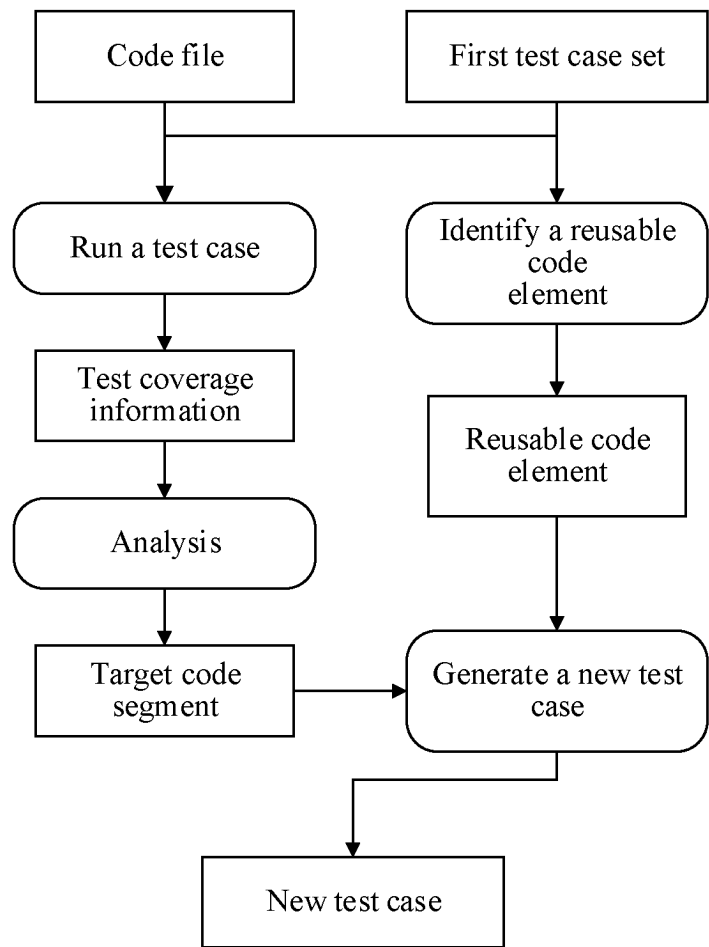 Code file
First test case set
Run a test case
Identify a reusable
code
element
Test coverage
information
Reusable code
element
Analysis
Target code
segment
Generate a new test
case
New test case